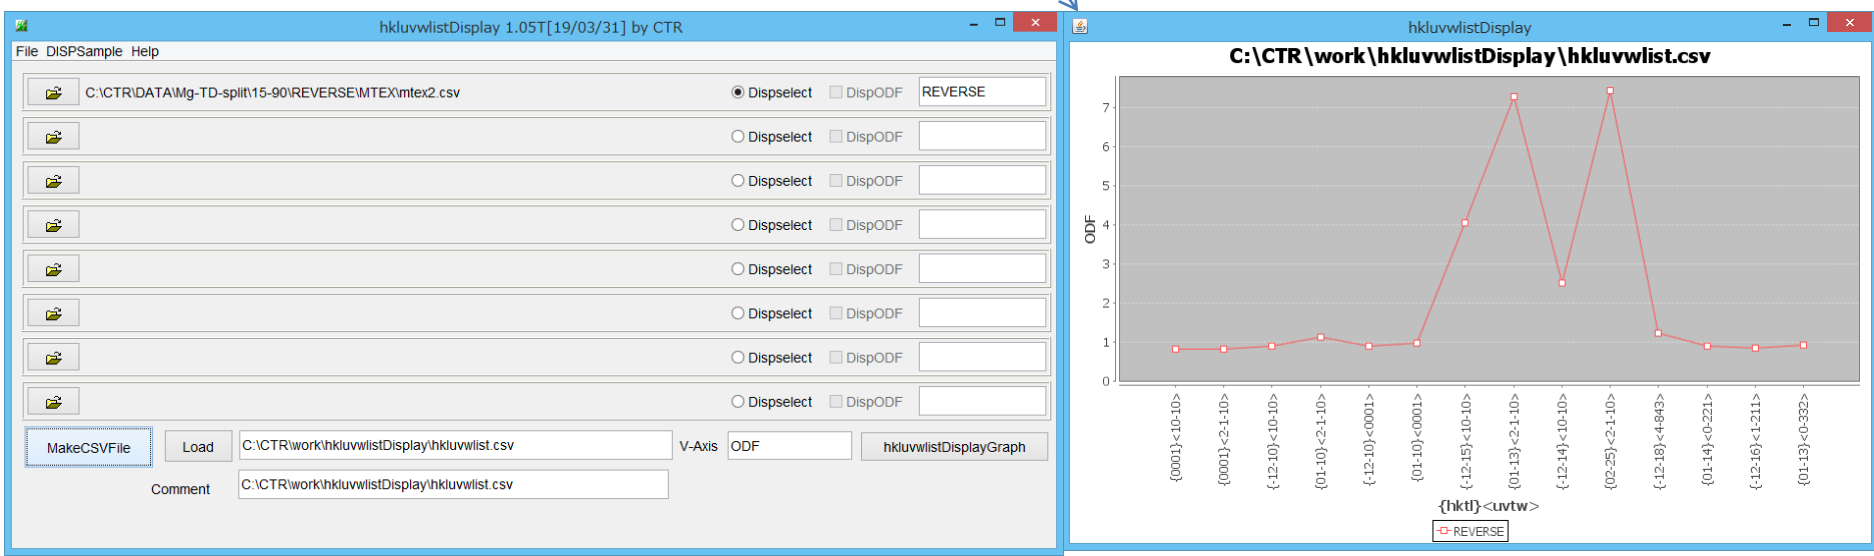 hkluvwlistDisplay 1.05T[19/03/31] by CTR
File DISPSample Help
C:\CTR\DATA\Mg-TD-split\15-90\REVERSE\MTEX\mtex2.csv Dispselect DispODF REVERSE
Dispselect DispODF
Dispselect DispODF
Dispselect DispODF
Dispselect DispODF
Dispselect DispODF
Dispselect DispODF
Dispselect DispODF
MakeCSVFile Load C:\CTR\work\hkluvwlistDisplay\hkluvwlist.csv V-Axis ODF hkluvwlistDisplayGraph
Comment C:\CTR\work\hkluvwlistDisplay\hkluvwlist.csv
hkluvwlistDisplay
C:\CTR\work\hkluvwlistDisplay\hkluvwlist.csv
ODF
7
6
5
4
3
2
1
0
{0001}<10-10>
{0001}<2-1-10>
{-12-10}<10-10>
{01-10}<2-1-10>
{-12-10}<0001>
{01-10}<0001>
{-12-15}<10-10>
{01-13}<2-1-10>
{-12-14}<10-10>
{02-25}<2-1-10>
{-12-18}<4-843>
{01-14}<0-221>
{-12-16}<1-211>
{01-13}<0-332>
{hktl}<uvtw>
REVERSE